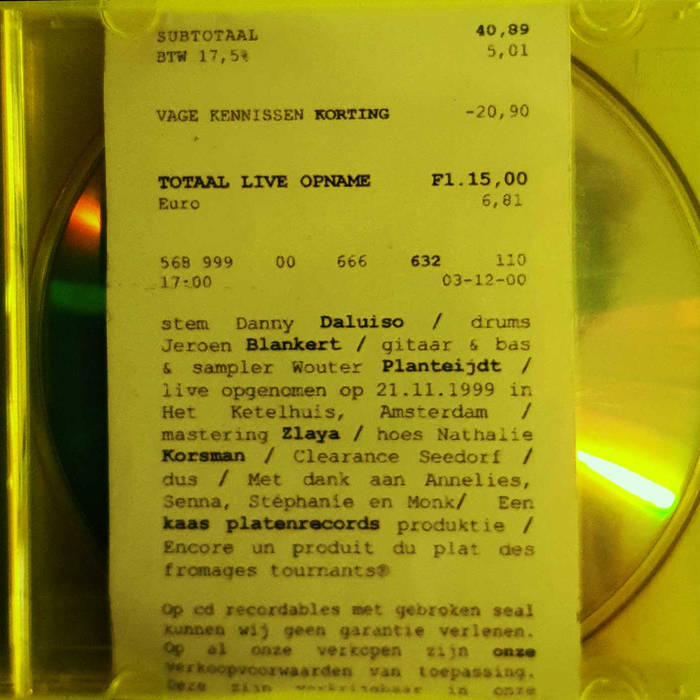 SUBTOTAAL 40,89
BTW 17,5% 5,01
VAGE KENNISSEN KORTING -20,90
TOTAAL LIVE OPNAME Fl.15,00
Euro 6,81
568 999 00 666 632 110
17:00 03-12-00
stem Danny Daluiso / drums
Jeroen Blankert / gitaar & bas
& sampler Wouter Planteijdt /
live opgenomen op 21.11.1999 in
Het Ketelhuis, Amsterdam /
mastering Zlaya / hoes Nathalie
Korsman / Clearance Seedorf /
dus / Met dank aan Annelies,
Senna, Stéphanie en Monk/ Een
kaas platenrecords produktie /
Encore un produit du plat des
fromages tournants®
Op cd recordables met gebroken seal
kunnen wij geen garantie verlenen.
Op al onze verkopen zijn onze
verkoopvoorwaarden van toepassing.
Deze zijn verkrijgbaar in onze